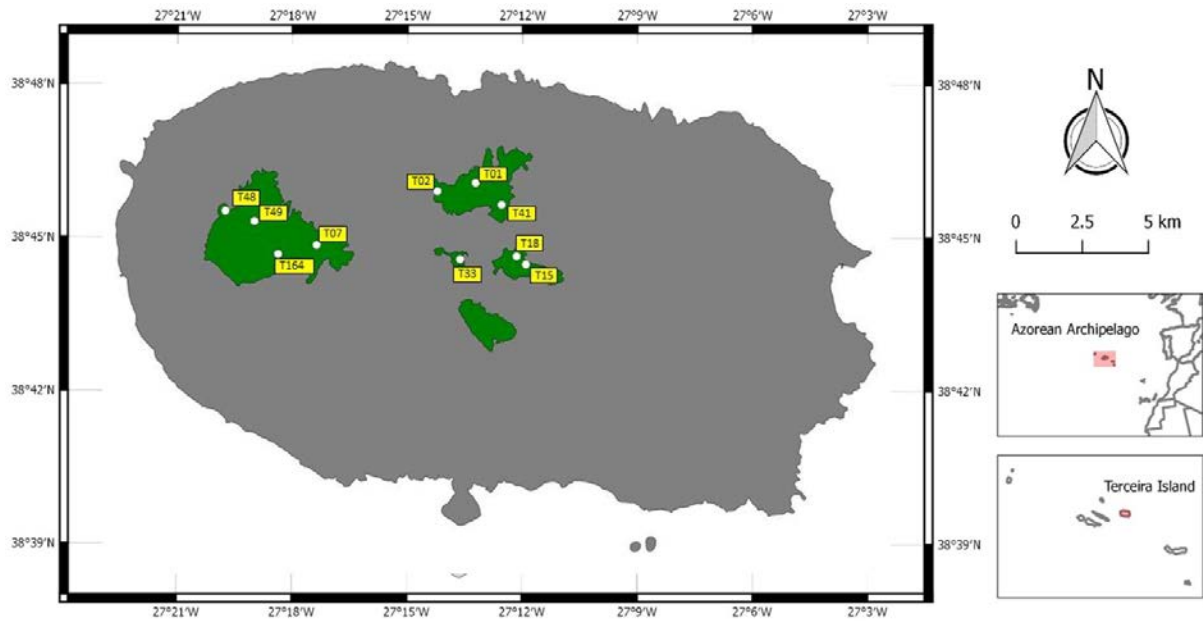 27°21'W 27°18'W 27°15'W 27°12'W 27°9'W 27°6'W 27°3'W
38°48'N 38°48'N
N
T02 T01
T48
T49 T41
38°45'N T07 T18 38°45'N
T164 T33 T15
0 2.5 5 km
Azorean Archipelago
38°42'N 38°42'N
Terceira Island
38°39'N 38°39'N
27°21'W 27°18'W 27°15'W 27°12'W 27°9'W 27°6'W 27°3'W